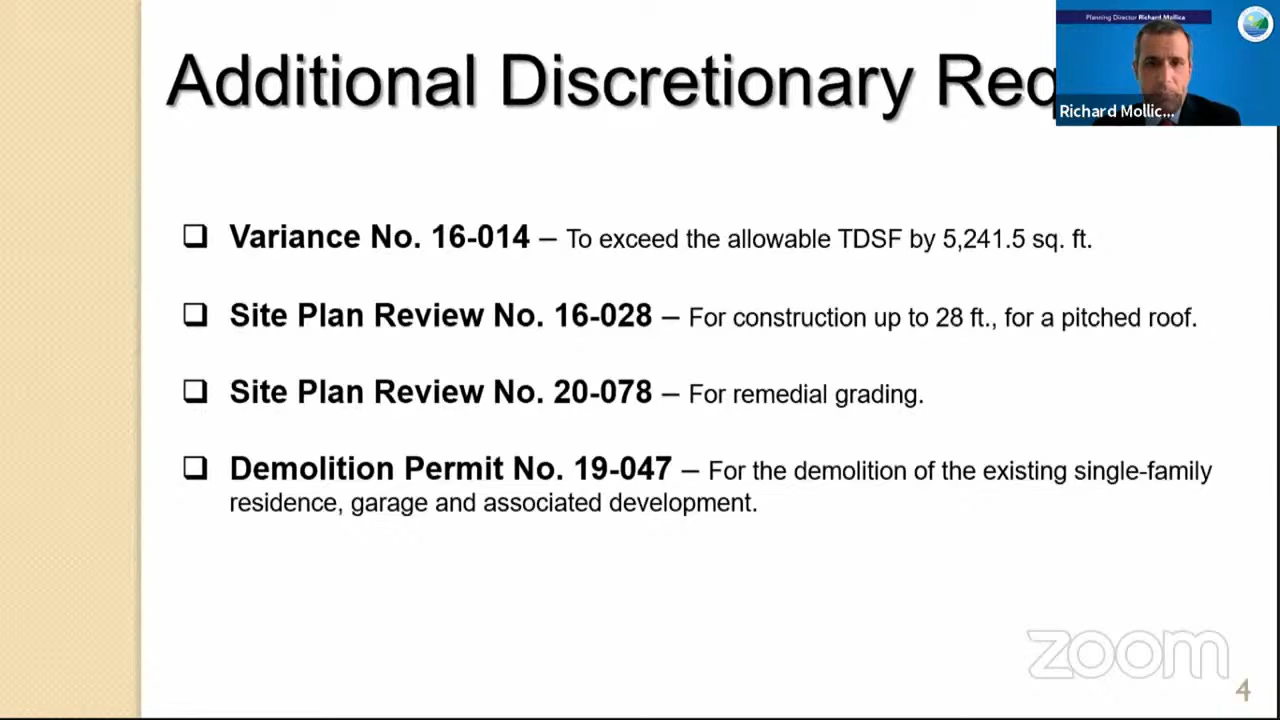 Planning Director Richard Mollica
Additional Discretionary Req
Richard Mollic...
❑ Variance No. 16-014 – To exceed the allowable TDSF by 5,241.5 sq. ft.
❑ Site Plan Review No. 16-028 – For construction up to 28 ft., for a pitched roof.
❑ Site Plan Review No. 20-078 – For remedial grading.
❑ Demolition Permit No. 19-047 – For the demolition of the existing single-family
residence, garage and associated development.
zoom
4